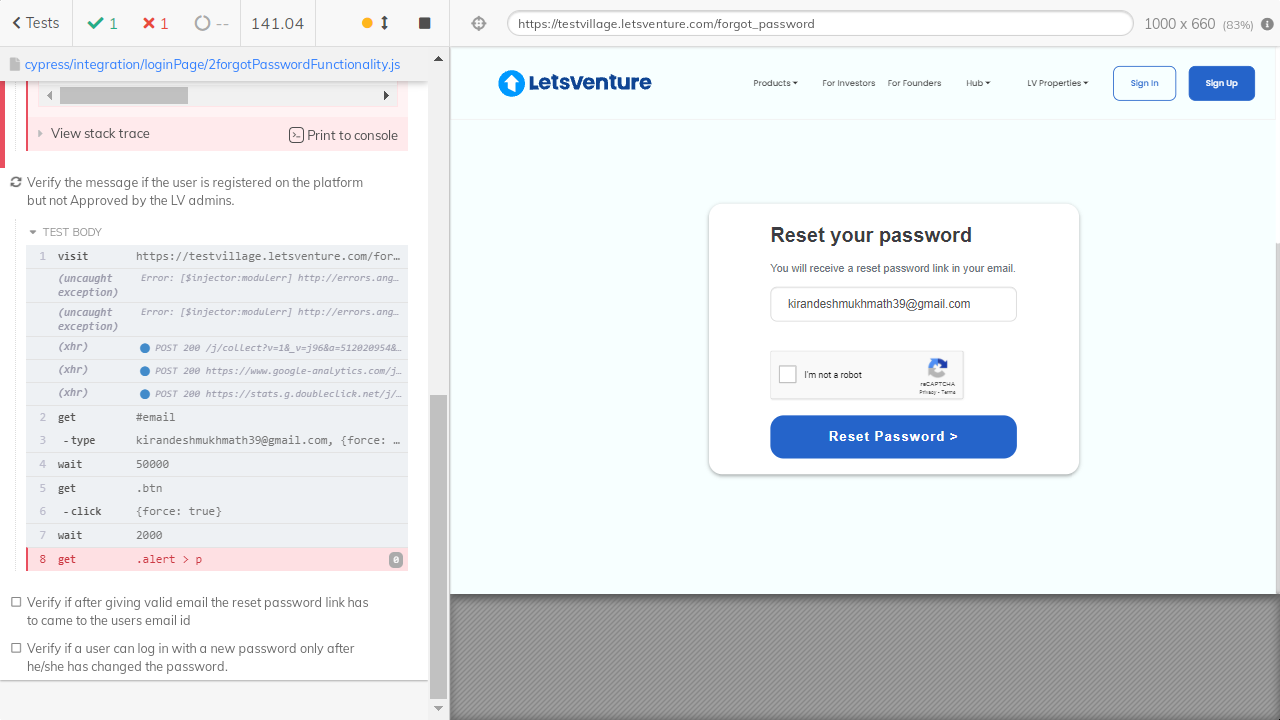 Tests
1
1
--
141.04
https://testvillage.letsventure.com/forgot_password
1000 x 660 (83%)
cypress/integration/loginPage/2forgotPasswordFunctionality.js
View stack trace
Print to console
Verify the message if the user is registered on the platform
but not Approved by the LV admins.
TEST BODY
1 visit https://testvillage.letsventure.com/for...
(uncaught exception) Error: [$injector:modulerr] http://errors.ang...
(uncaught exception) Error: [$injector:modulerr] http://errors.ang...
(xhr) POST 200 /j/collect?v=1&_v=j96&a=512020954&...
(xhr) POST 200 https://www.google-analytics.com/j...
(xhr) POST 200 https://stats.g.doubleclick.net/j/...
2 get #email
3 -type kirandeshmukhmath39@gmail.com, {force: ...
4 wait 50000
5 get .btn
6 -click {force: true}
7 wait 2000
8 get .alert > p 0
Verify if after giving valid email the reset password link has
to came to the users email id
Verify if a user can log in with a new password only after
he/she has changed the password.
LetsVenture
Products
For Investors
For Founders
Hub
LV Properties
Sign In
Sign Up
Reset your password
You will receive a reset password link in your email.
kirandeshmukhmath39@gmail.com
I'm not a robot
reCAPTCHA
Privacy - Terms
Reset Password >